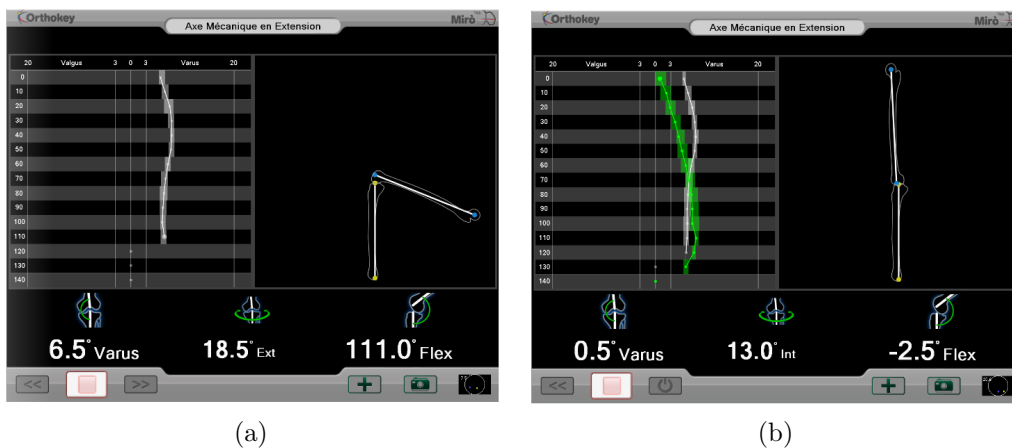 Orthokey
Axe Mécanique en Extension
Mirò
20 Valgus 3 0 3 Varus 20
0
10
20
30
40
50
60
70
80
90
100
110
120
130
140
6.5° Varus 18.5° Ext 111.0° Flex
<< >>
(a)
Orthokey
Axe Mécanique en Extension
Mirò
20 Valgus 3 0 3 Varus 20
0
10
20
30
40
50
60
70
80
90
100
110
120
130
140
0.5° Varus 13.0° Int -2.5° Flex
<<
(b)